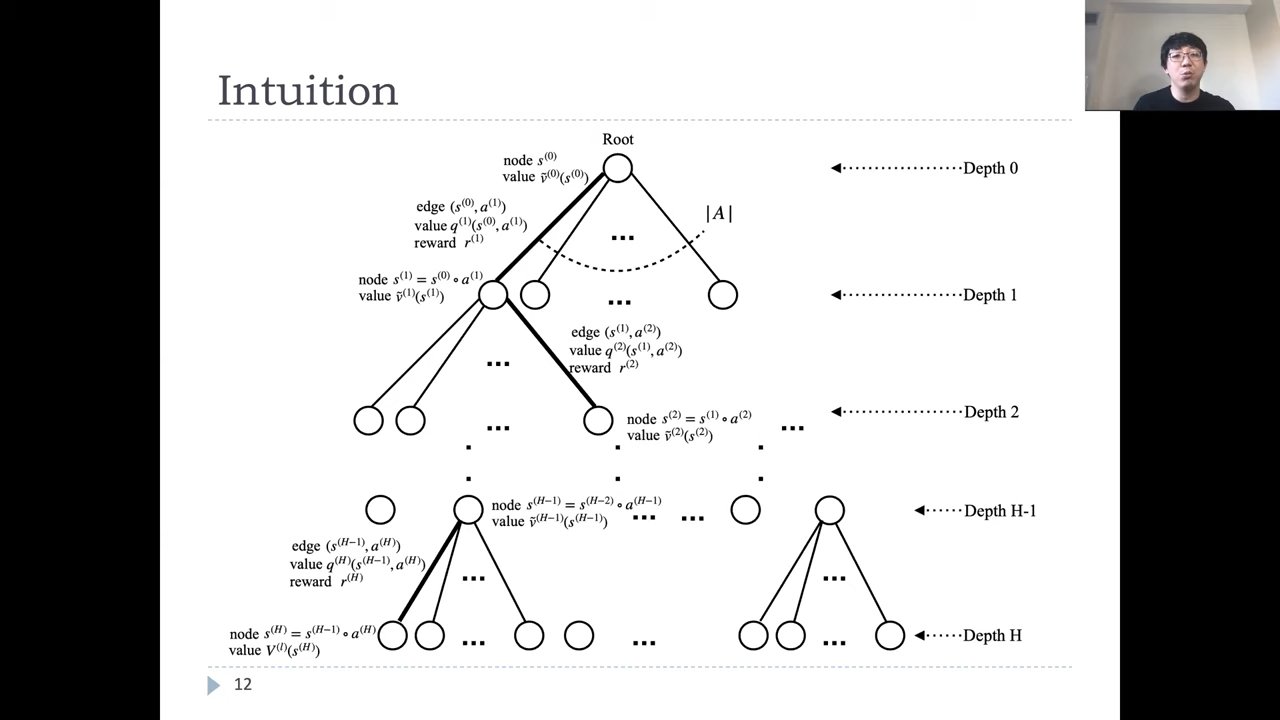 Intuition
Root
node s^(0)
value ṽ^(0)(s^(0))
Depth 0
edge (s^(0), a^(1))
value q^(1)(s^(0), a^(1))
reward r^(1)
|A|
...
node s^(1) = s^(0) ∘ a^(1)
value ṽ^(1)(s^(1))
...
Depth 1
edge (s^(1), a^(2))
value q^(2)(s^(1), a^(2))
reward r^(2)
...
node s^(2) = s^(1) ∘ a^(2)
value ṽ^(2)(s^(2))
...
...
Depth 2
node s^(H−1) = s^(H−2) ∘ a^(H−1)
value ṽ^(H−1)(s^(H−1))
... ...
Depth H-1
edge (s^(H−1), a^(H))
value q^(H)(s^(H−1), a^(H))
reward r^(H)
...
...
node s^(H) = s^(H−1) ∘ a^(H)
value V^(l)(s^(H))
...
...
...
Depth H
12